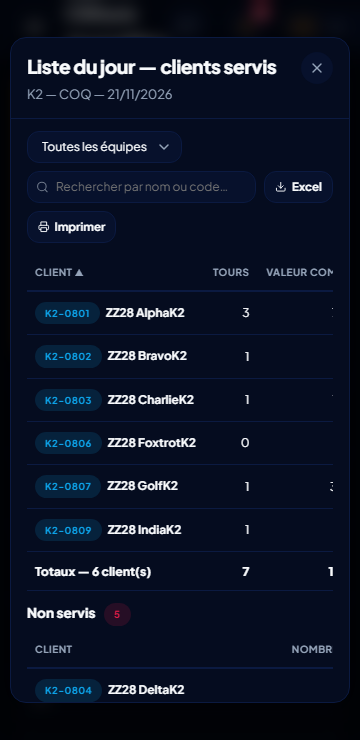 Liste du jour — clients servis
K2 — COQ — 21/11/2026
Toutes les équipes
Rechercher par nom ou code...
Excel
Imprimer
CLIENT ▲ TOURS VALEUR COM
K2-0801 ZZ28 AlphaK2 3
K2-0802 ZZ28 BravoK2 1
K2-0803 ZZ28 CharlieK2 1
K2-0806 ZZ28 FoxtrotK2 0
K2-0807 ZZ28 GolfK2 1
K2-0809 ZZ28 IndiaK2 1
Totaux — 6 client(s) 7 1
Non servis 5
CLIENT NOMBR
K2-0804 ZZ28 DeltaK2